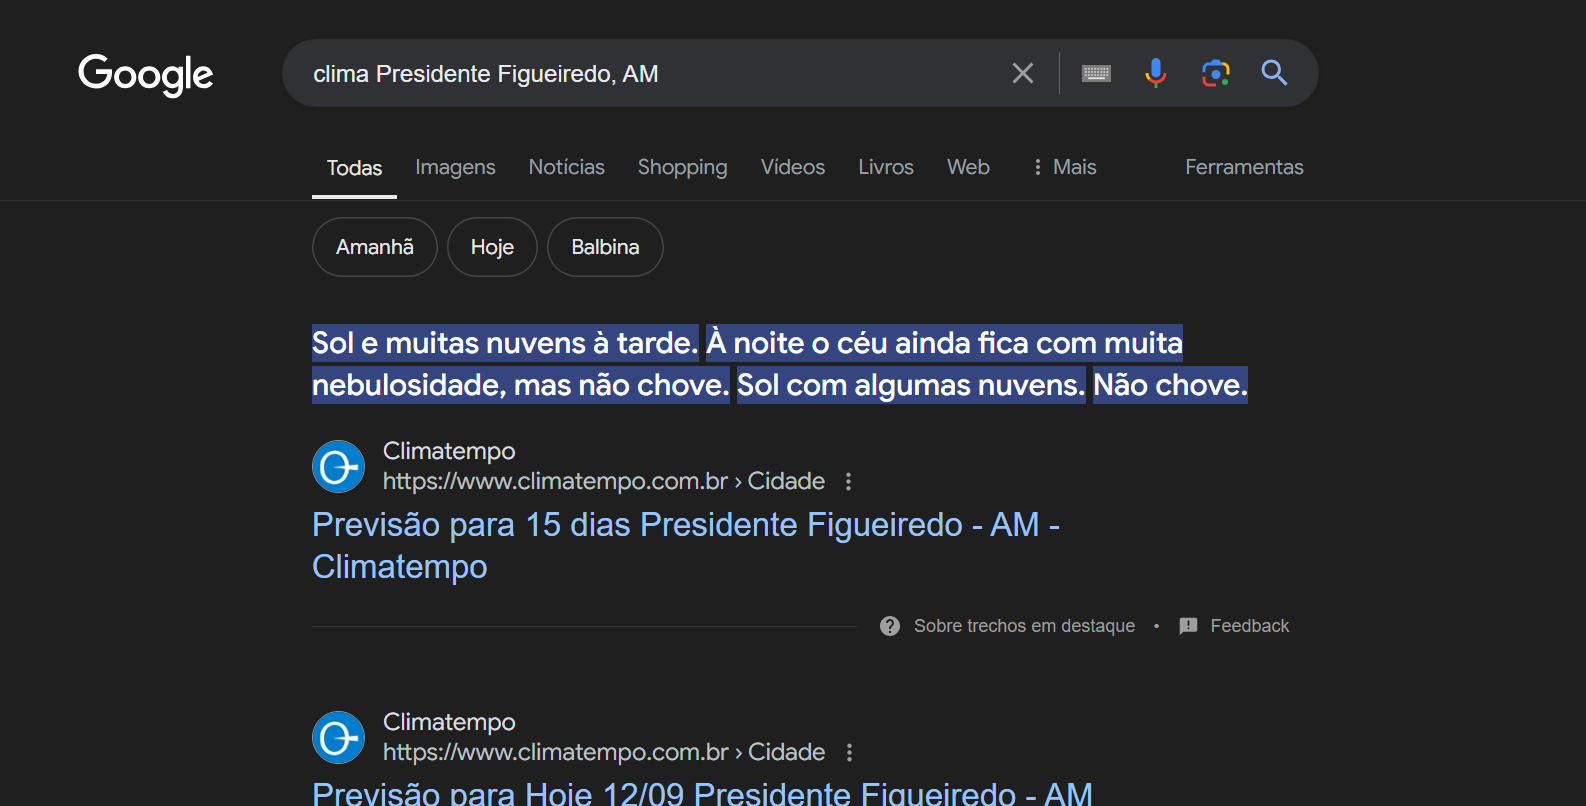 Google
clima Presidente Figueiredo, AM
Todas Imagens Notícias Shopping Vídeos Livros Web Mais Ferramentas
Amanhã Hoje Balbina
Sol e muitas nuvens à tarde. À noite o céu ainda fica com muita
nebulosidade, mas não chove. Sol com algumas nuvens. Não chove.
Climatempo
https://www.climatempo.com.br › Cidade
Previsão para 15 dias Presidente Figueiredo - AM -
Climatempo
Sobre trechos em destaque • Feedback
Climatempo
https://www.climatempo.com.br › Cidade
Previsão para Hoje 12/09 Presidente Figueiredo - AM